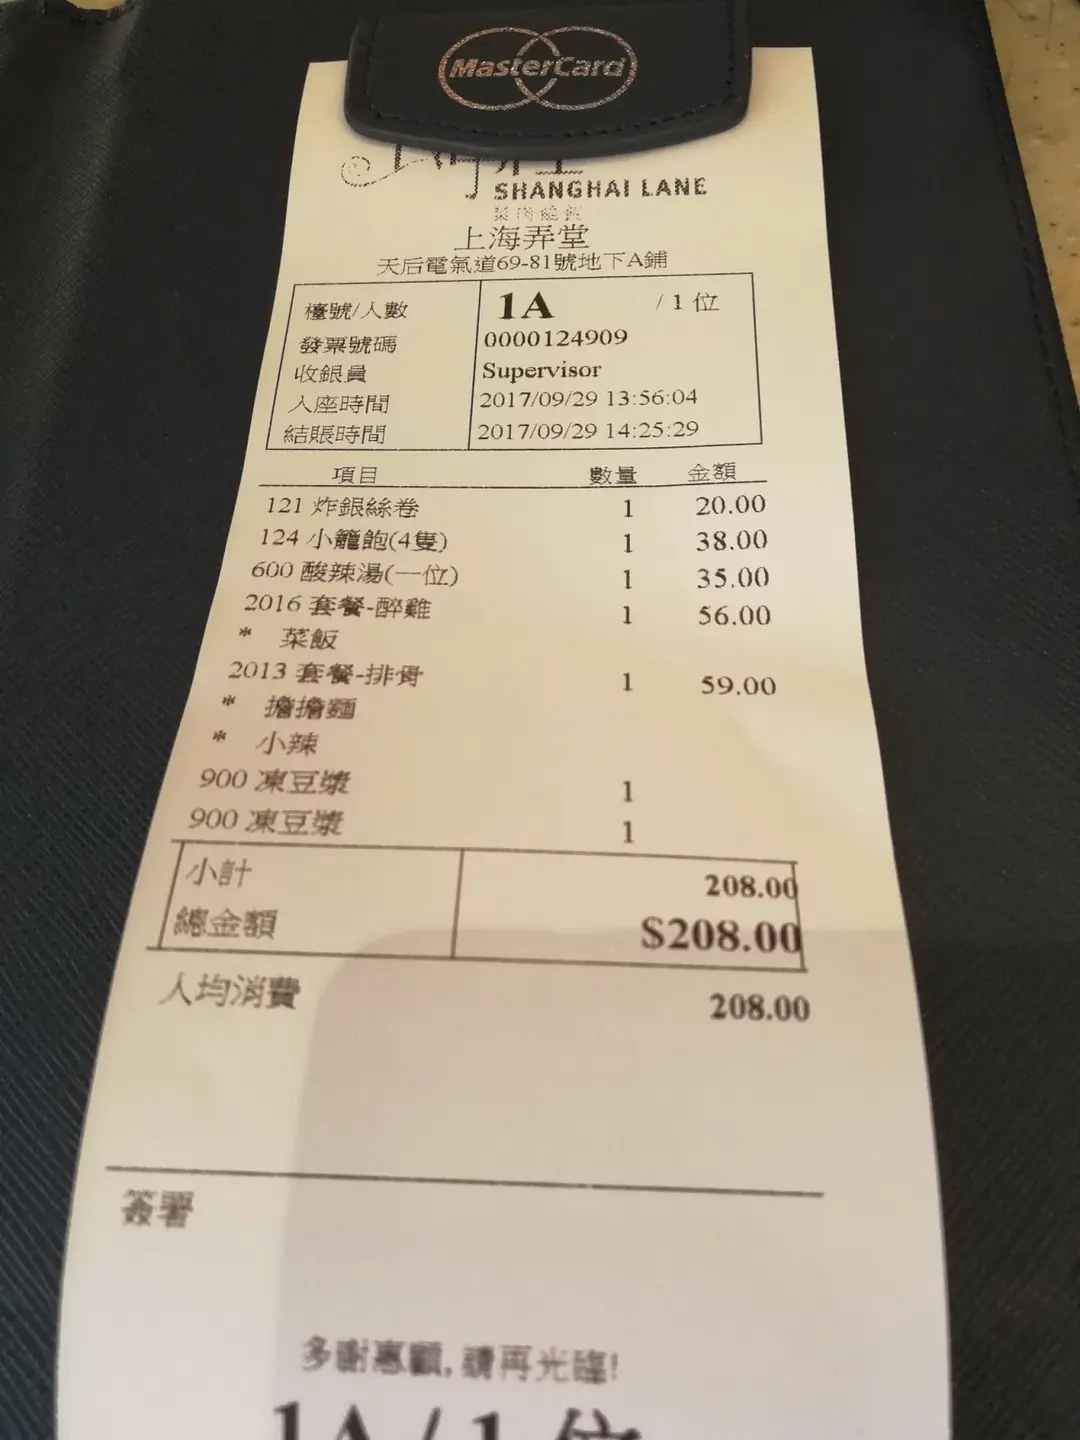 MasterCard
SHANGHAI LANE
上海弄堂
天后電氣道69-81號地下A鋪
檯號/人數 1A / 1 位
發票號碼 0000124909
收銀員 Supervisor
入座時間 2017/09/29 13:56:04
結賬時間 2017/09/29 14:25:29
項目 數量 金額
121 炸銀絲卷 1 20.00
124 小籠飽(4隻) 1 38.00
600 酸辣湯(一位) 1 35.00
2016 套餐-醉雞 1 56.00
* 菜飯
2013 套餐-排骨 1 59.00
* 擔擔麵
* 小辣
900 凍豆漿 1
900 凍豆漿 1
小計 208.00
總金額 $208.00
人均消費 208.00
簽署
多謝惠顧, 請再光臨!
1A / 1 位